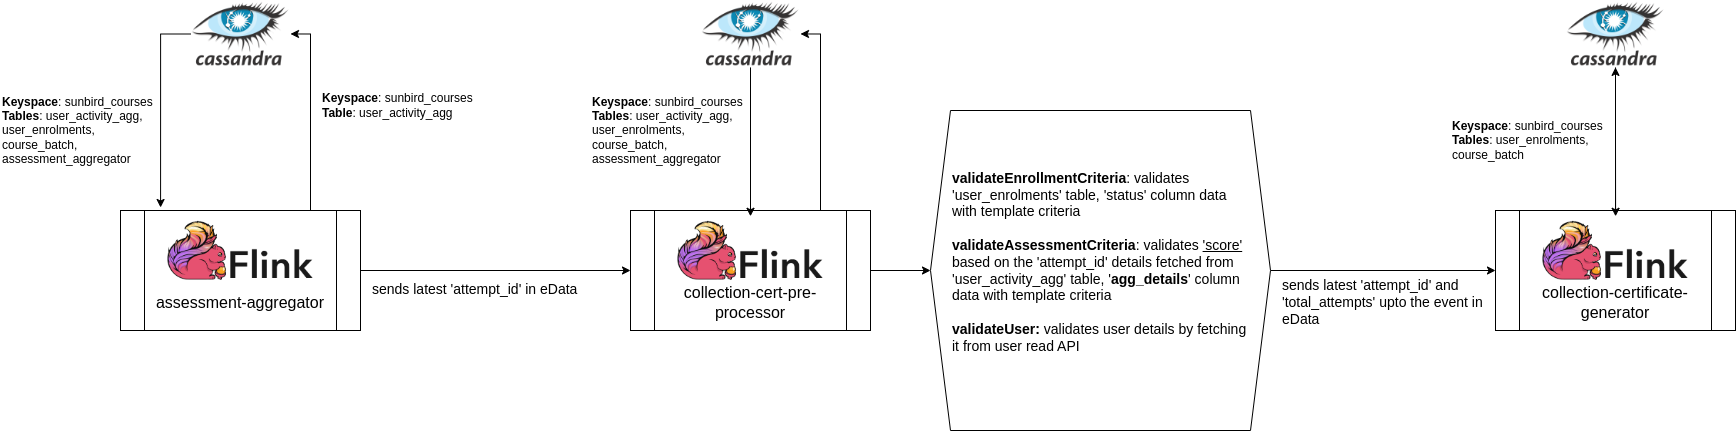 cassandra
Keyspace: sunbird_courses
Tables: user_activity_agg,
user_enrolments,
course_batch,
assessment_aggregator
Keyspace: sunbird_courses
Table: user_activity_agg
Flink
assessment-aggregator
sends latest 'attempt_id' in eData
cassandra
Keyspace: sunbird_courses
Tables: user_activity_agg,
user_enrolments,
course_batch,
assessment_aggregator
Flink
collection-cert-pre-
processor
validateEnrollmentCriteria: validates
'user_enrolments' table, 'status' column data
with template criteria
validateAssessmentCriteria: validates 'score'
based on the 'attempt_id' details fetched from
'user_activity_agg' table, 'agg_details' column
data with template criteria
validateUser: validates user details by fetching
it from user read API
sends latest 'attempt_id' and
'total_attempts' upto the event in
eData
cassandra
Keyspace: sunbird_courses
Tables: user_enrolments,
course_batch
Flink
collection-certificate-
generator